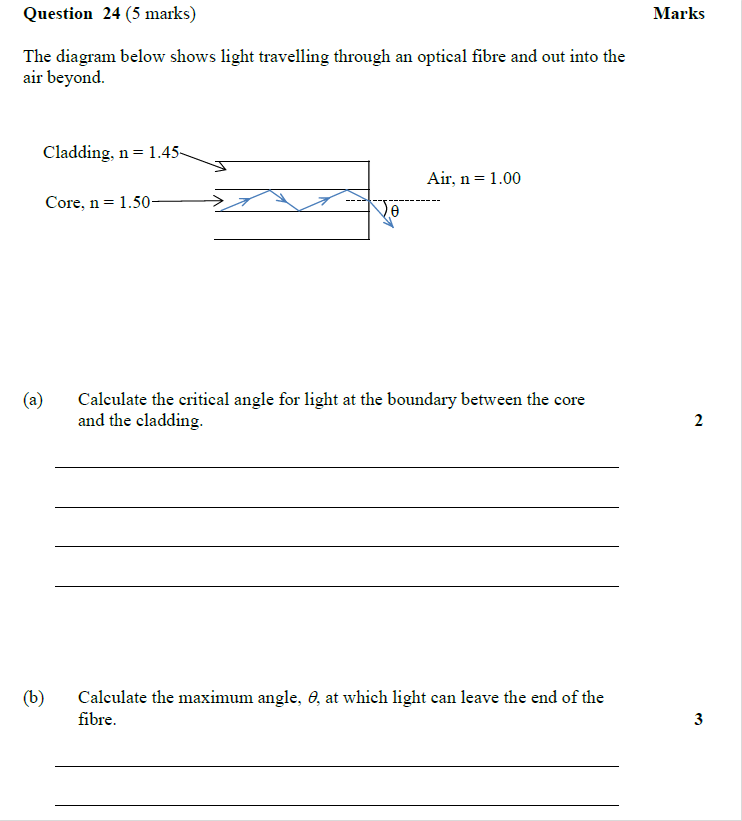 Question 24 (5 marks) Marks
The diagram below shows light travelling through an optical fibre and out into the
air beyond.
Cladding, n = 1.45
Air, n = 1.00
Core, n = 1.50
θ
(a) Calculate the critical angle for light at the boundary between the core
and the cladding. 2
(b) Calculate the maximum angle, θ, at which light can leave the end of the
fibre. 3